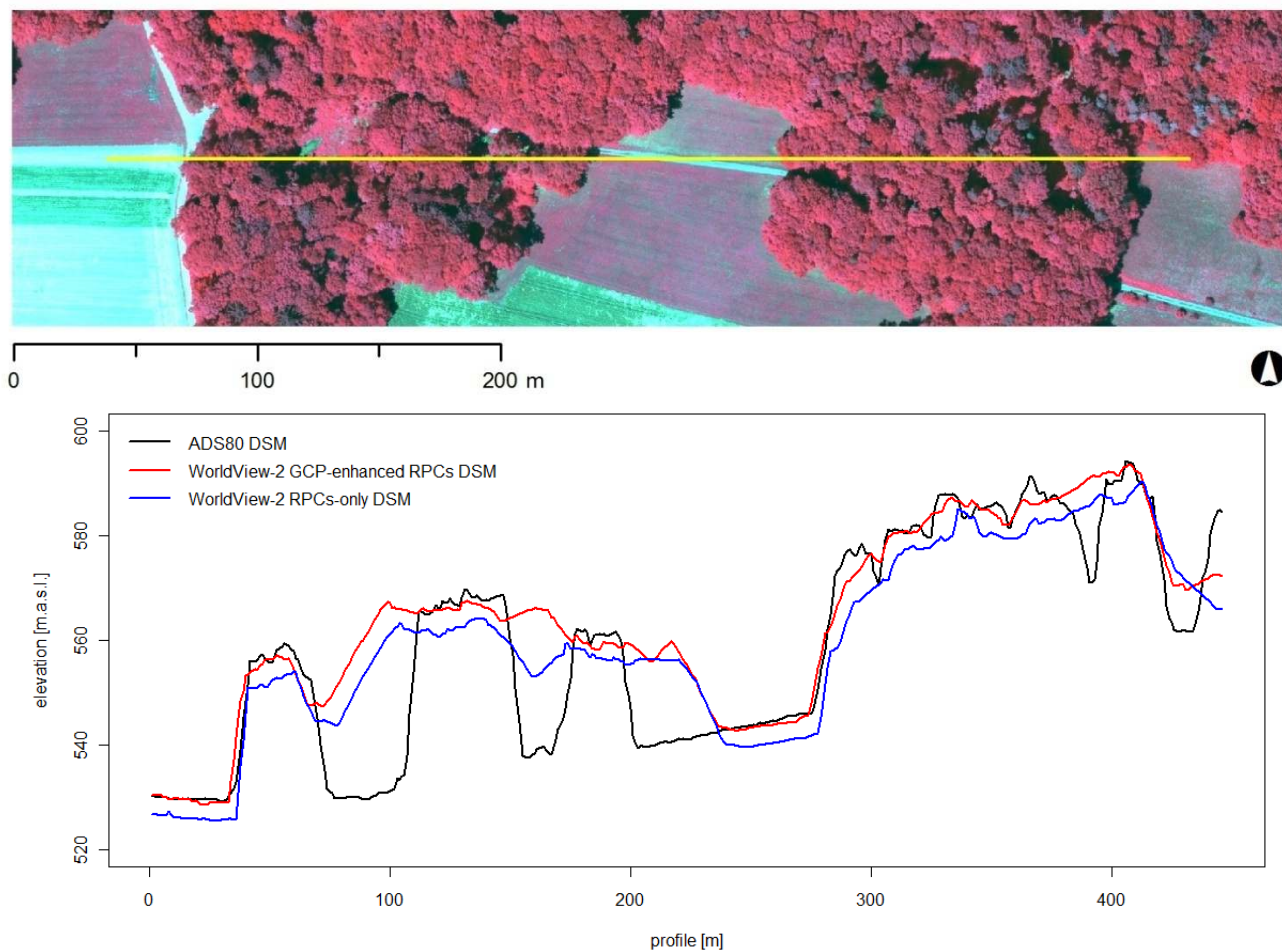 0 100 200 m
600
580
560
540
520
elevation [m.a.s.l.]
ADS80 DSM
WorldView-2 GCP-enhanced RPCs DSM
WorldView-2 RPCs-only DSM
0 100 200 300 400
profile [m]